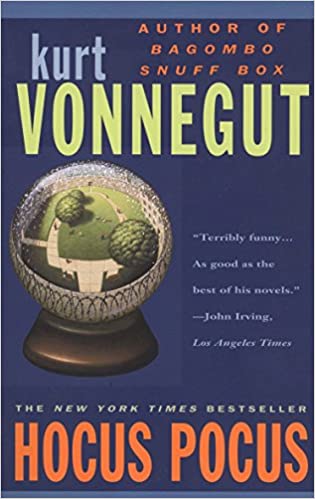 AUTHOR OF
BAGOMBO
SNUFF BOX
kurt
VONNEGUT
"Terribly funny...
As good as the
best of his novels."
—John Irving,
Los Angeles Times
THE NEW YORK TIMES BESTSELLER
HOCUS POCUS